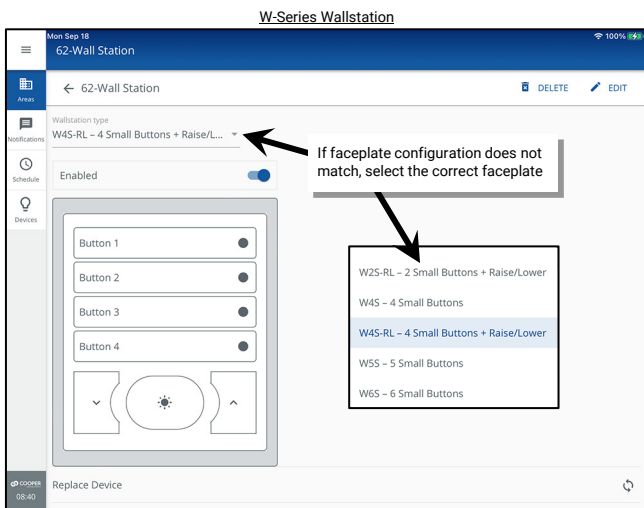 W-Series Wallstation
Mon Sep 18
100%
62-Wall Station
Areas
62-Wall Station
DELETE
EDIT
Notifications
Wallstation type
W4S-RL – 4 Small Buttons + Raise/L...
If faceplate configuration does not
match, select the correct faceplate
Schedule
Enabled
Devices
Button 1
Button 2
Button 3
Button 4
W2S-RL – 2 Small Buttons + Raise/Lower
W4S – 4 Small Buttons
W4S-RL – 4 Small Buttons + Raise/Lower
W5S – 5 Small Buttons
W6S – 6 Small Buttons
COOPER
08:40
Replace Device